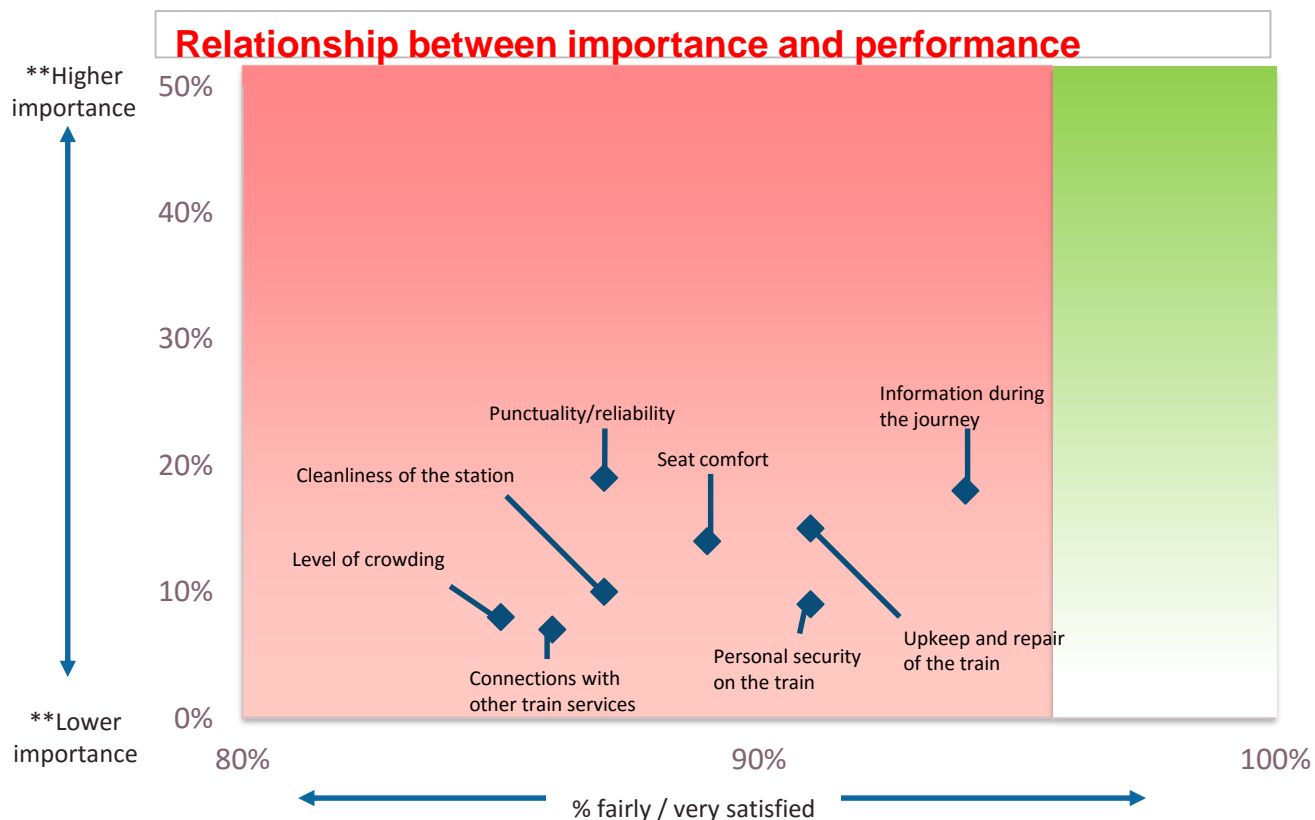 Relationship between importance and performance
**Higher
importance
50%
40%
30%
20%
10%
0%
**Lower
importance
Information during
the journey
Punctuality/reliability
Seat comfort
Cleanliness of the station
Level of crowding
Upkeep and repair
of the train
Personal security
on the train
Connections with
other train services
80%
90%
100%
% fairly / very satisfied